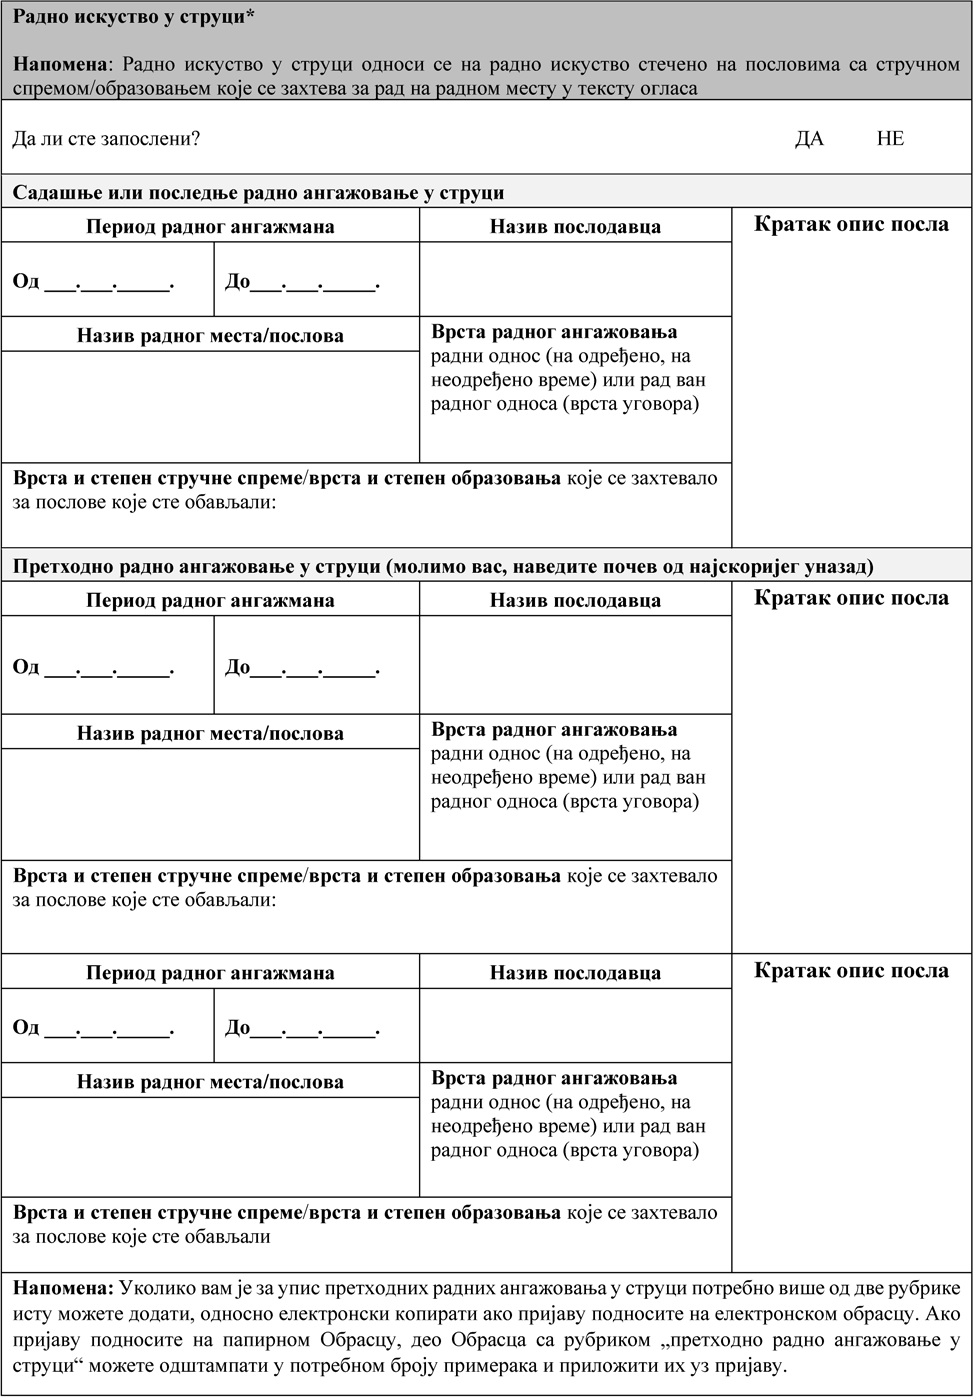 Радно искуство у струци*
Напомена: Радно искуство у струци односи се на радно искуство стечено на пословима са стручном
спремом/образовањем које се захтева за рад на радном месту у тексту огласа
Да ли сте запослени? ДА НЕ
Садашње или последње радно ангажовање у струци
Период радног ангажмана
Назив послодавца
Кратак опис посла
Од ___.___._____.
До___.___._____.
Назив радног места/послова
Врста радног ангажовања
радни однос (на одређено, на
неодређено време) или рад ван
радног односа (врста уговора)
Врста и степен стручне спреме/врста и степен образовања које се захтевало
за послове које сте обављали:
Претходно радно ангажовање у струци (молимо вас, наведите почев од најскоријег уназад)
Период радног ангажмана
Назив послодавца
Кратак опис посла
Од ___.___._____.
До___.___._____.
Назив радног места/послова
Врста радног ангажовања
радни однос (на одређено, на
неодређено време) или рад ван
радног односа (врста уговора)
Врста и степен стручне спреме/врста и степен образовања које се захтевало
за послове које сте обављали:
Период радног ангажмана
Назив послодавца
Кратак опис посла
Од ___.___._____.
До___.___._____.
Назив радног места/послова
Врста радног ангажовања
радни однос (на одређено, на
неодређено време) или рад ван
радног односа (врста уговора)
Врста и степен стручне спреме/врста и степен образовања које се захтевало
за послове које сте обављали
Напомена: Уколико вам је за упис претходних радних ангажовања у струци потребно више од две рубрике
исту можете додати, односно електронски копирати ако пријаву подносите на електронском обрасцу. Ако
пријаву подносите на папирном Обрасцу, део Обрасца са рубриком „претходно радно ангажовање у
струци“ можете одштампати у потребном броју примерака и приложити их уз пријаву.